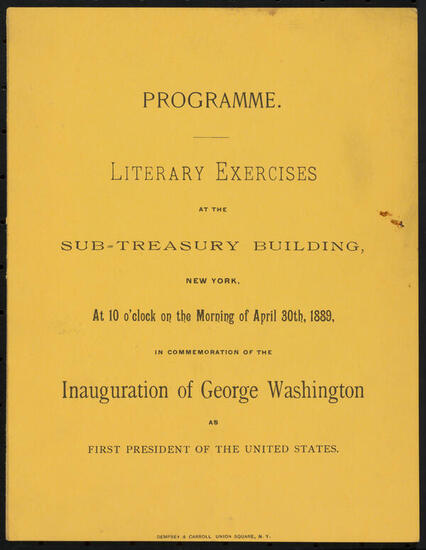 PROGRAMME.
LITERARY EXERCISES
AT THE
SUB-TREASURY BUILDING,
NEW YORK,
At 10 o'clock on the Morning of April 30th, 1889,
IN COMMEMORATION OF THE
Inauguration of George Washington
AS
FIRST PRESIDENT OF THE UNITED STATES.
DEMPSEY & CARROLL UNION SQUARE, N. Y.